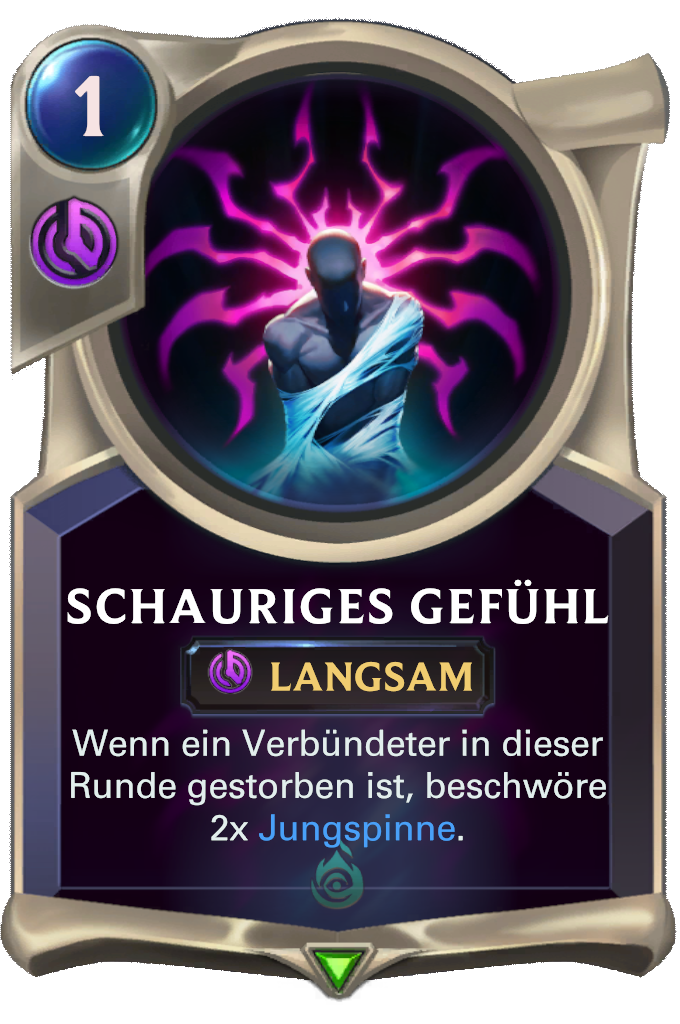 1
SCHAURIGES GEFÜHL
LANGSAM
Wenn ein Verbündeter in dieser
Runde gestorben ist, beschwöre
2x Jungspinne.